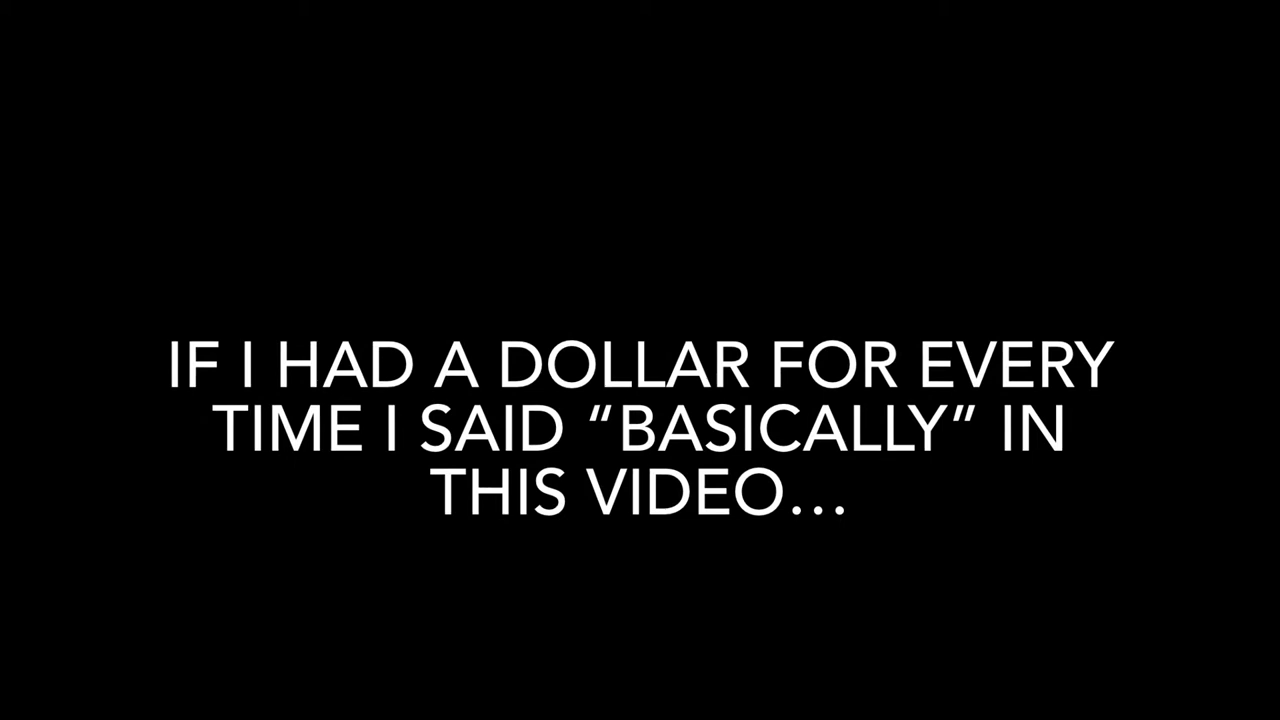 IF I HAD A DOLLAR FOR EVERY
TIME I SAID “BASICALLY” IN
THIS VIDEO…